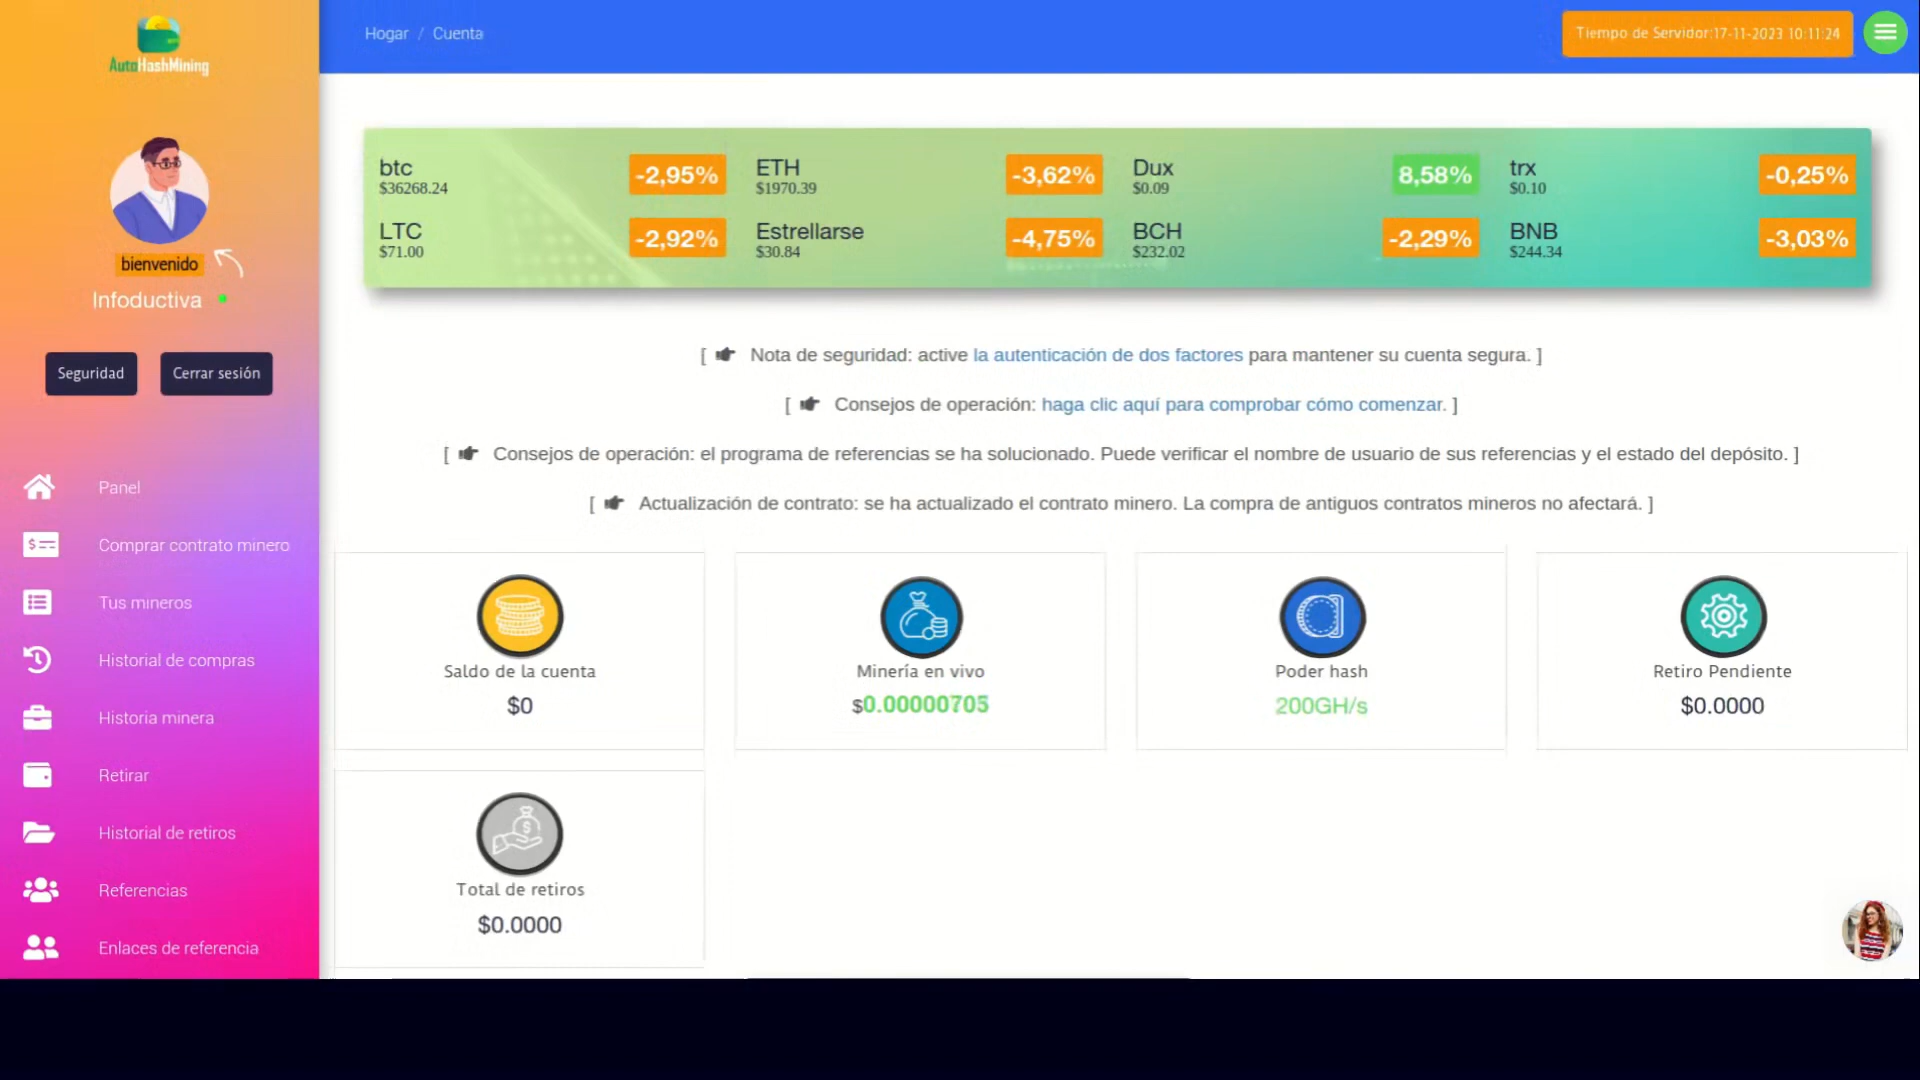 AutoHashMining
bienvenido
Infoductiva
Seguridad
Cerrar sesión
Panel
Comprar contrato minero
Tus mineros
Historial de compras
Historia minera
Retirar
Historial de retiros
Referencias
Enlaces de referencia
Hogar / Cuenta
Tiempo de Servidor:17-11-2023 10:11:24
btc
$36268.24
-2,95%
ETH
$1970.39
-3,62%
Dux
$0.09
8,58%
trx
$0.10
-0,25%
LTC
$71.00
-2,92%
Estrellarse
$30.84
-4,75%
BCH
$232.02
-2,29%
BNB
$244.34
-3,03%
[ Nota de seguridad: active la autenticación de dos factores para mantener su cuenta segura. ]
[ Consejos de operación: haga clic aquí para comprobar cómo comenzar. ]
[ Consejos de operación: el programa de referencias se ha solucionado. Puede verificar el nombre de usuario de sus referencias y el estado del depósito. ]
[ Actualización de contrato: se ha actualizado el contrato minero. La compra de antiguos contratos mineros no afectará. ]
Saldo de la cuenta
$0
Minería en vivo
$0.00000705
Poder hash
200GH/s
Retiro Pendiente
$0.0000
Total de retiros
$0.0000